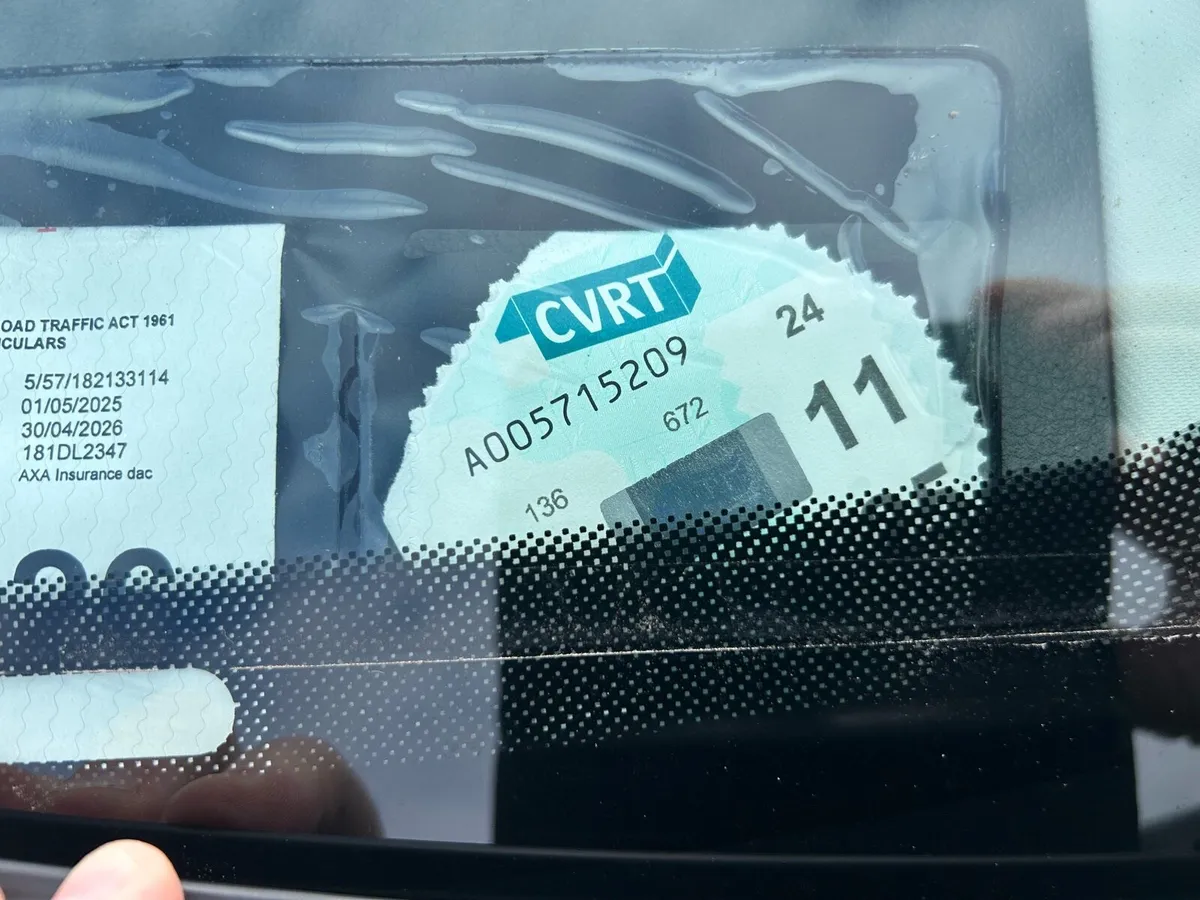 OAD TRAFFIC ACT 1961
CULARS
5/57/182133114
01/05/2025
30/04/2026
181DL2347
AXA Insurance dac
CVRT
A005715209
24
11
672
136